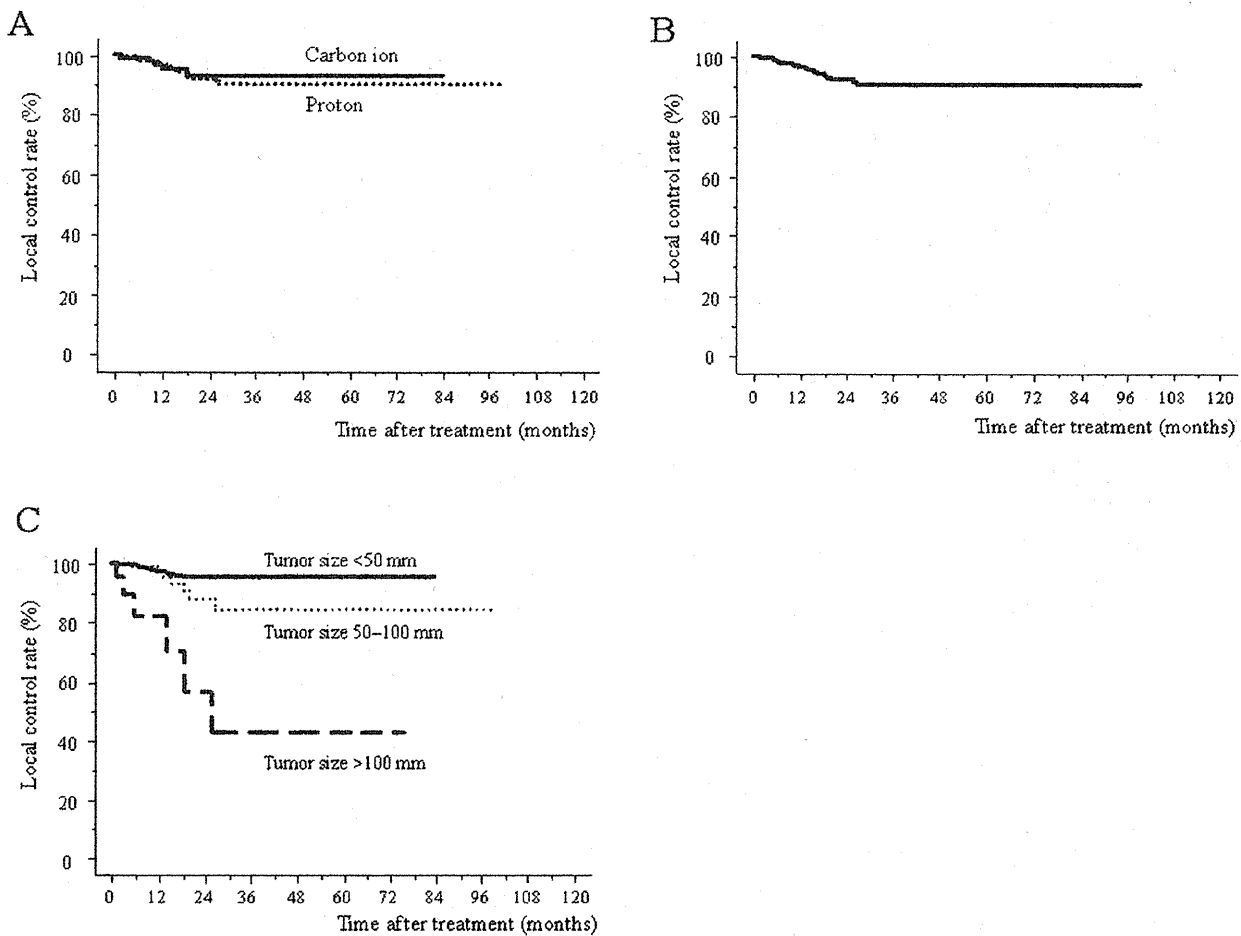 A
Local control rate (%)
100
80
60
40
20
0
Carbon ion
Proton
0 12 24 36 48 60 72 84 96 108 120
Time after treatment (months)
B
Local control rate (%)
100
80
60
40
20
0
0 12 24 36 48 60 72 84 96 108 120
Time after treatment (months)
C
Local control rate (%)
100
80
60
40
20
0
Tumor size <50 mm
Tumor size 50–100 mm
Tumor size >100 mm
0 12 24 36 48 60 72 84 96 108 120
Time after treatment (months)